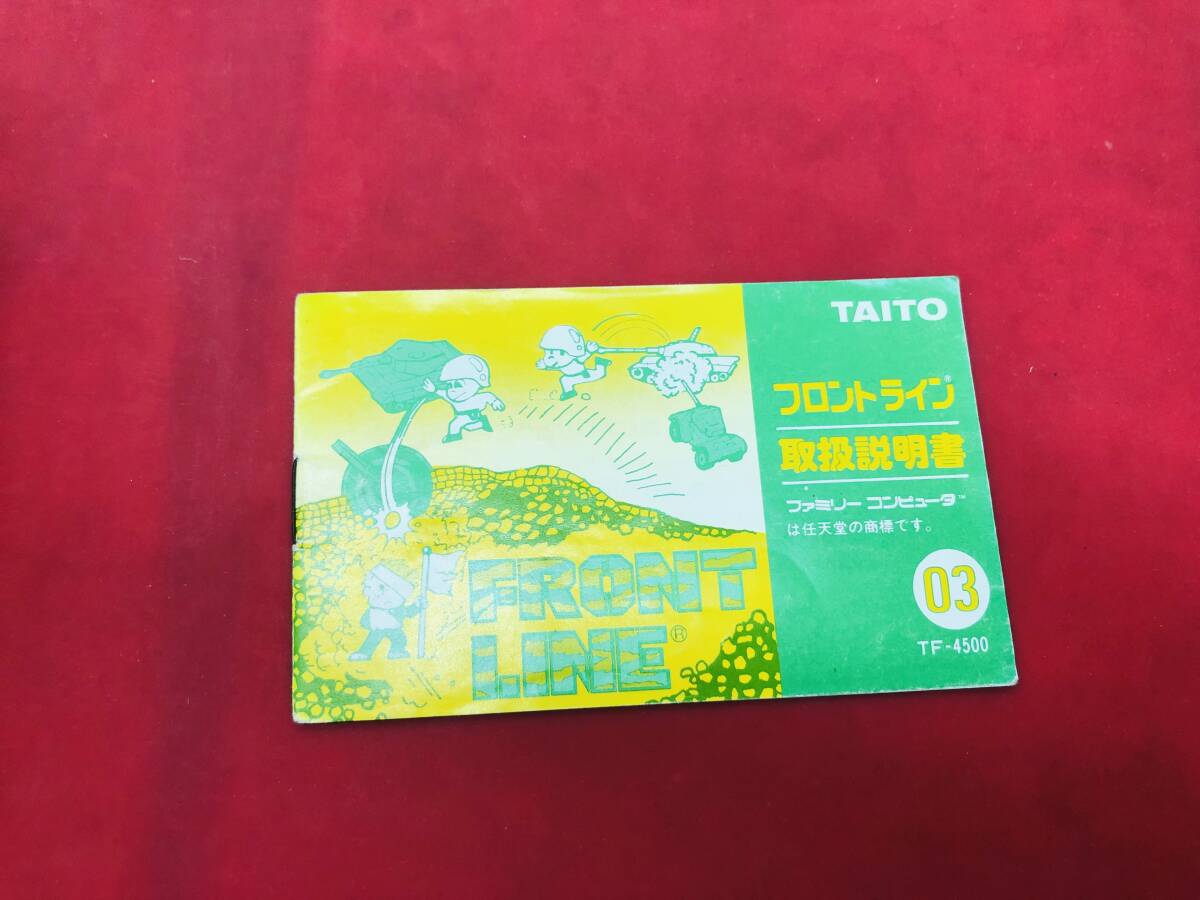 TAITO
フロントライン®
取扱説明書
ファミリー コンピュータ™
は任天堂の商標です。
03
TF-4500
FRONT
LINE®